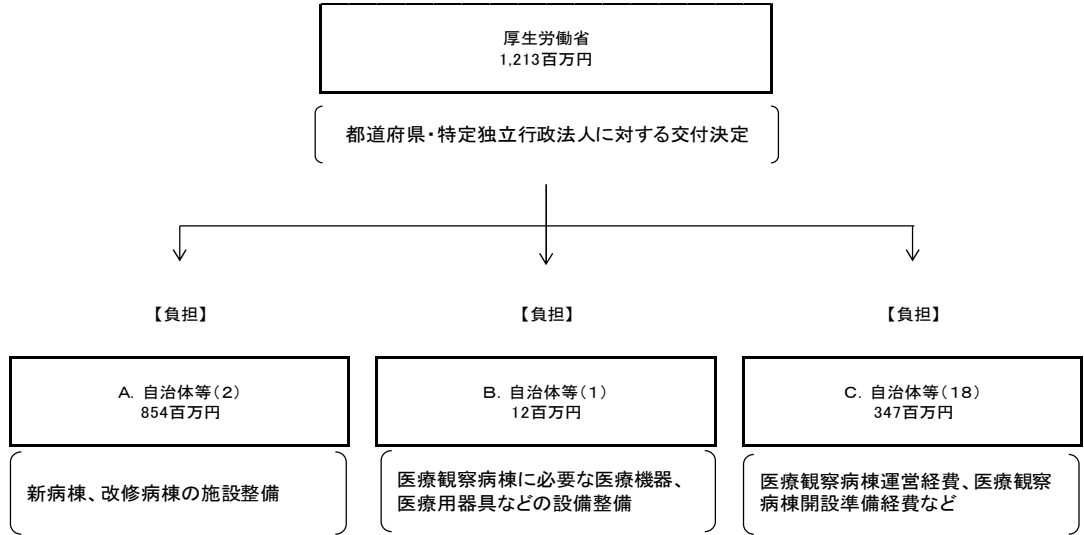 厚生労働省
1,213百万円
都道府県・特定独立行政法人に対する交付決定
【負担】
【負担】
【負担】
A. 自治体等(2)
854百万円
B. 自治体等(1)
12百万円
C. 自治体等(18)
347百万円
新病棟、改修病棟の施設整備
医療観察病棟に必要な医療機器、
医療用器具などの設備整備
医療観察病棟運営経費、医療観察
病棟開設準備経費など